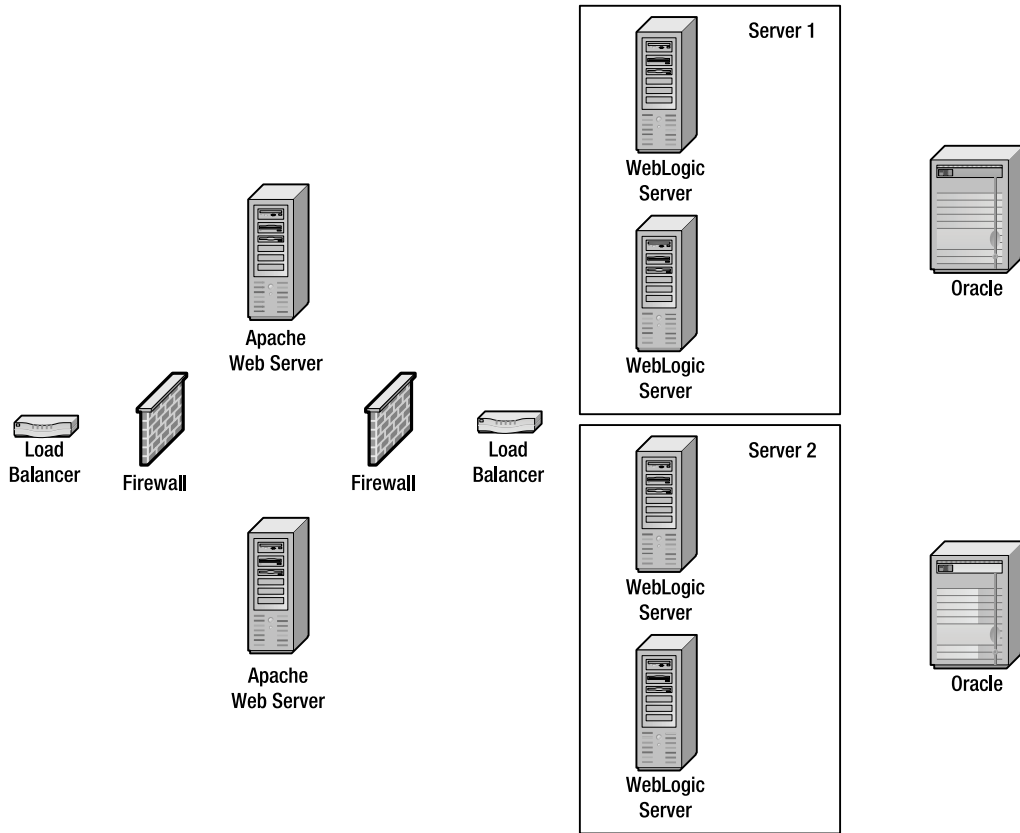 Server 1
WebLogic
Server
WebLogic
Server
Oracle
Apache
Web Server
Load
Balancer
Firewall
Firewall
Load
Balancer
Server 2
WebLogic
Server
WebLogic
Server
Apache
Web Server
Oracle